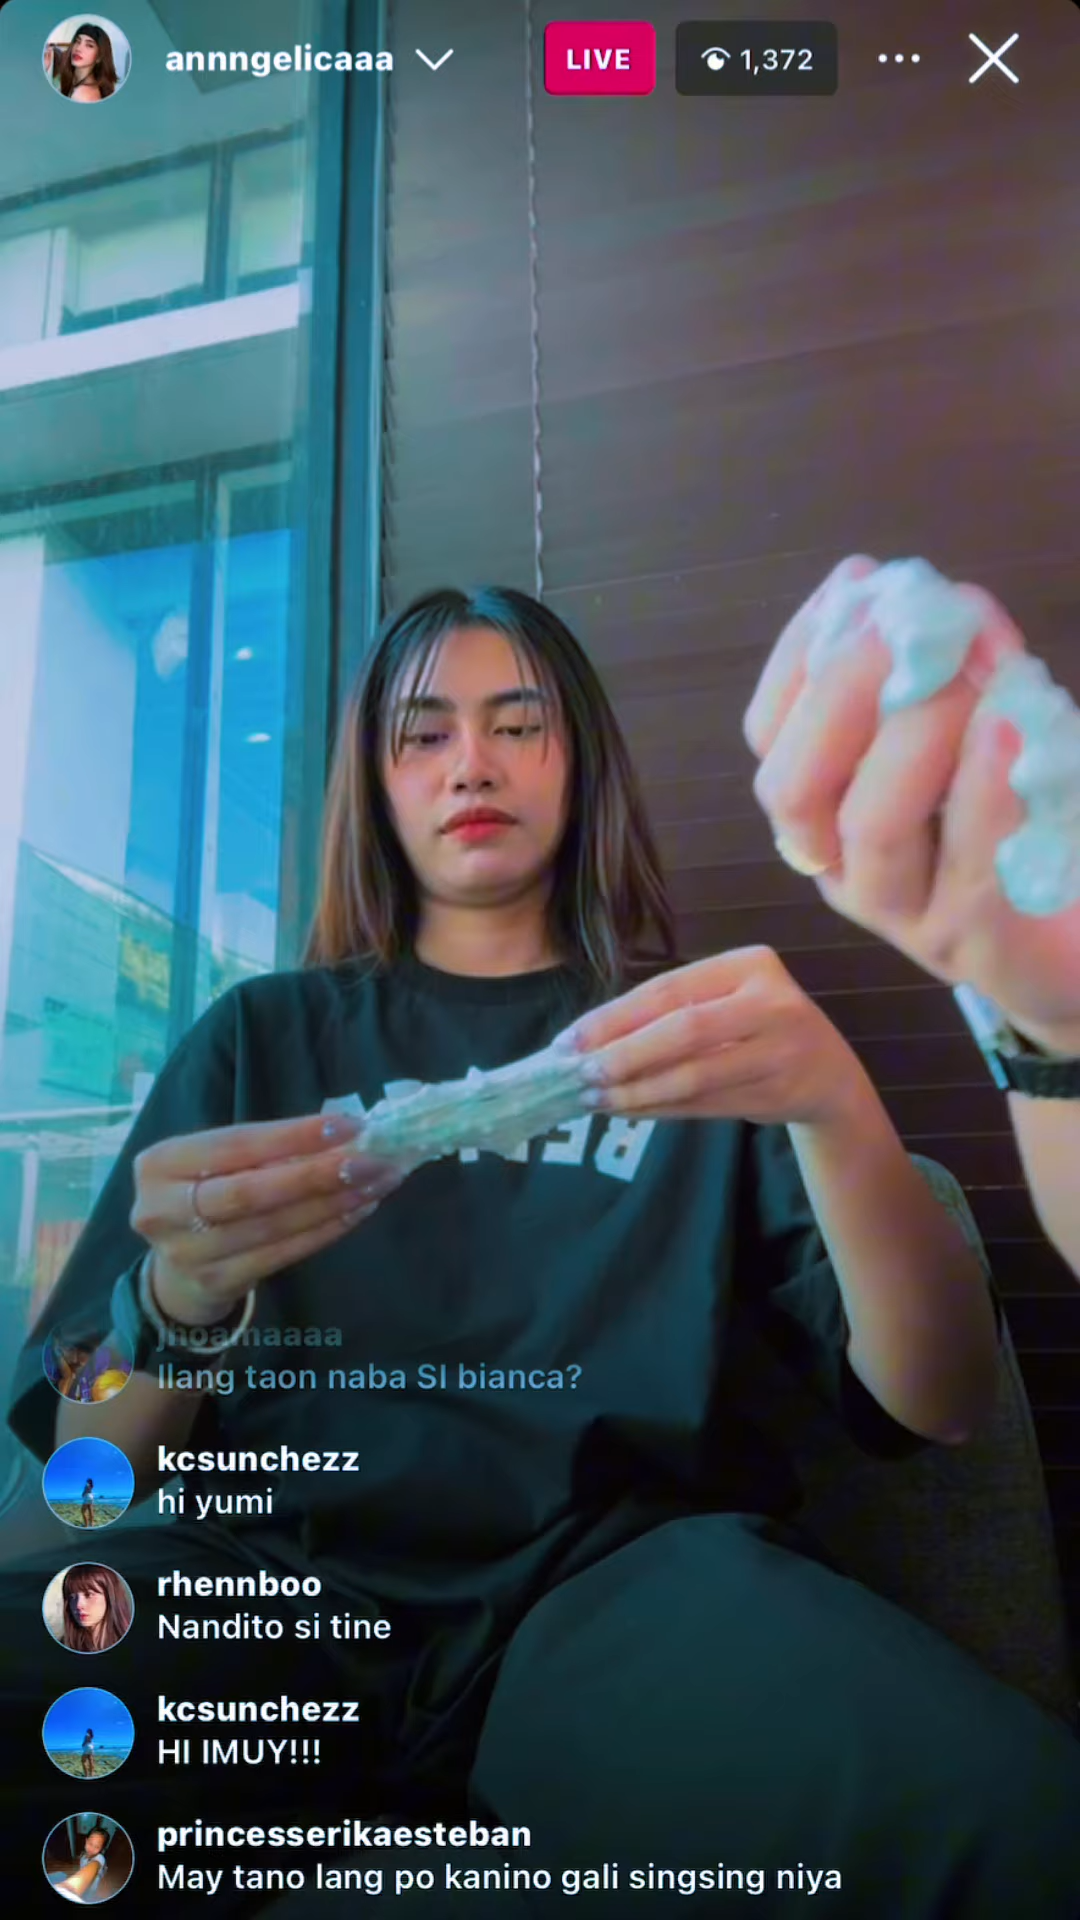 annngelicaaa
LIVE
1,372
jhoamaaaa
Ilang taon naba SI bianca?
kcsunchezz
hi yumi
rhennboo
Nandito si tine
kcsunchezz
HI IMUY!!!
princesserikaesteban
May tano lang po kanino gali singsing niya